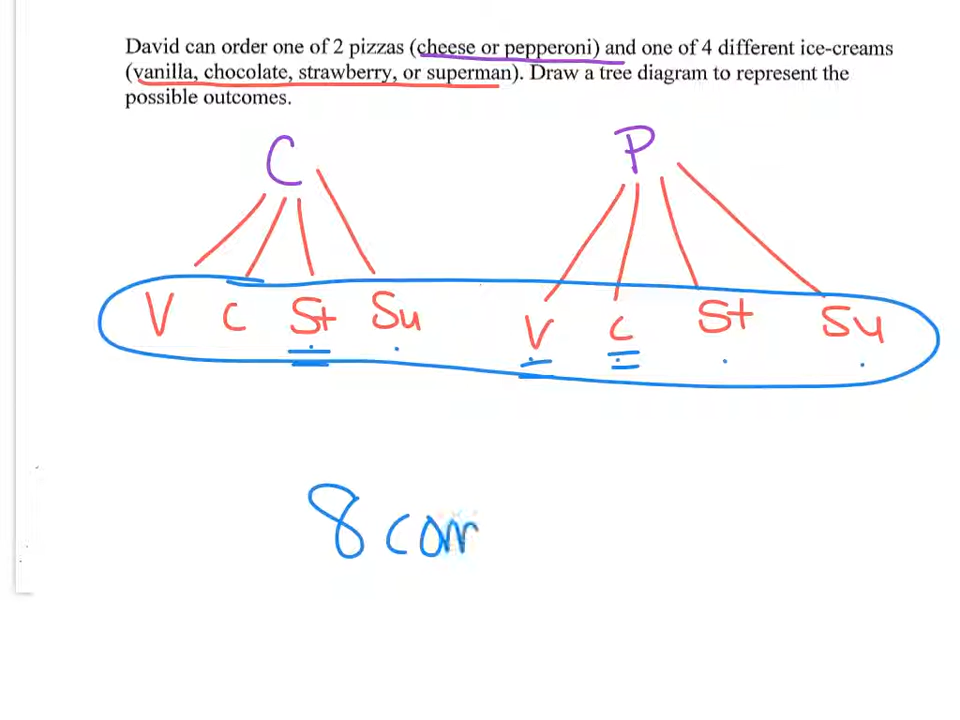 David can order one of 2 pizzas (cheese or pepperoni) and one of 4 different ice-creams
(vanilla, chocolate, strawberry, or superman). Draw a tree diagram to represent the
possible outcomes.
C P
V C St Su V C St Su
8 com